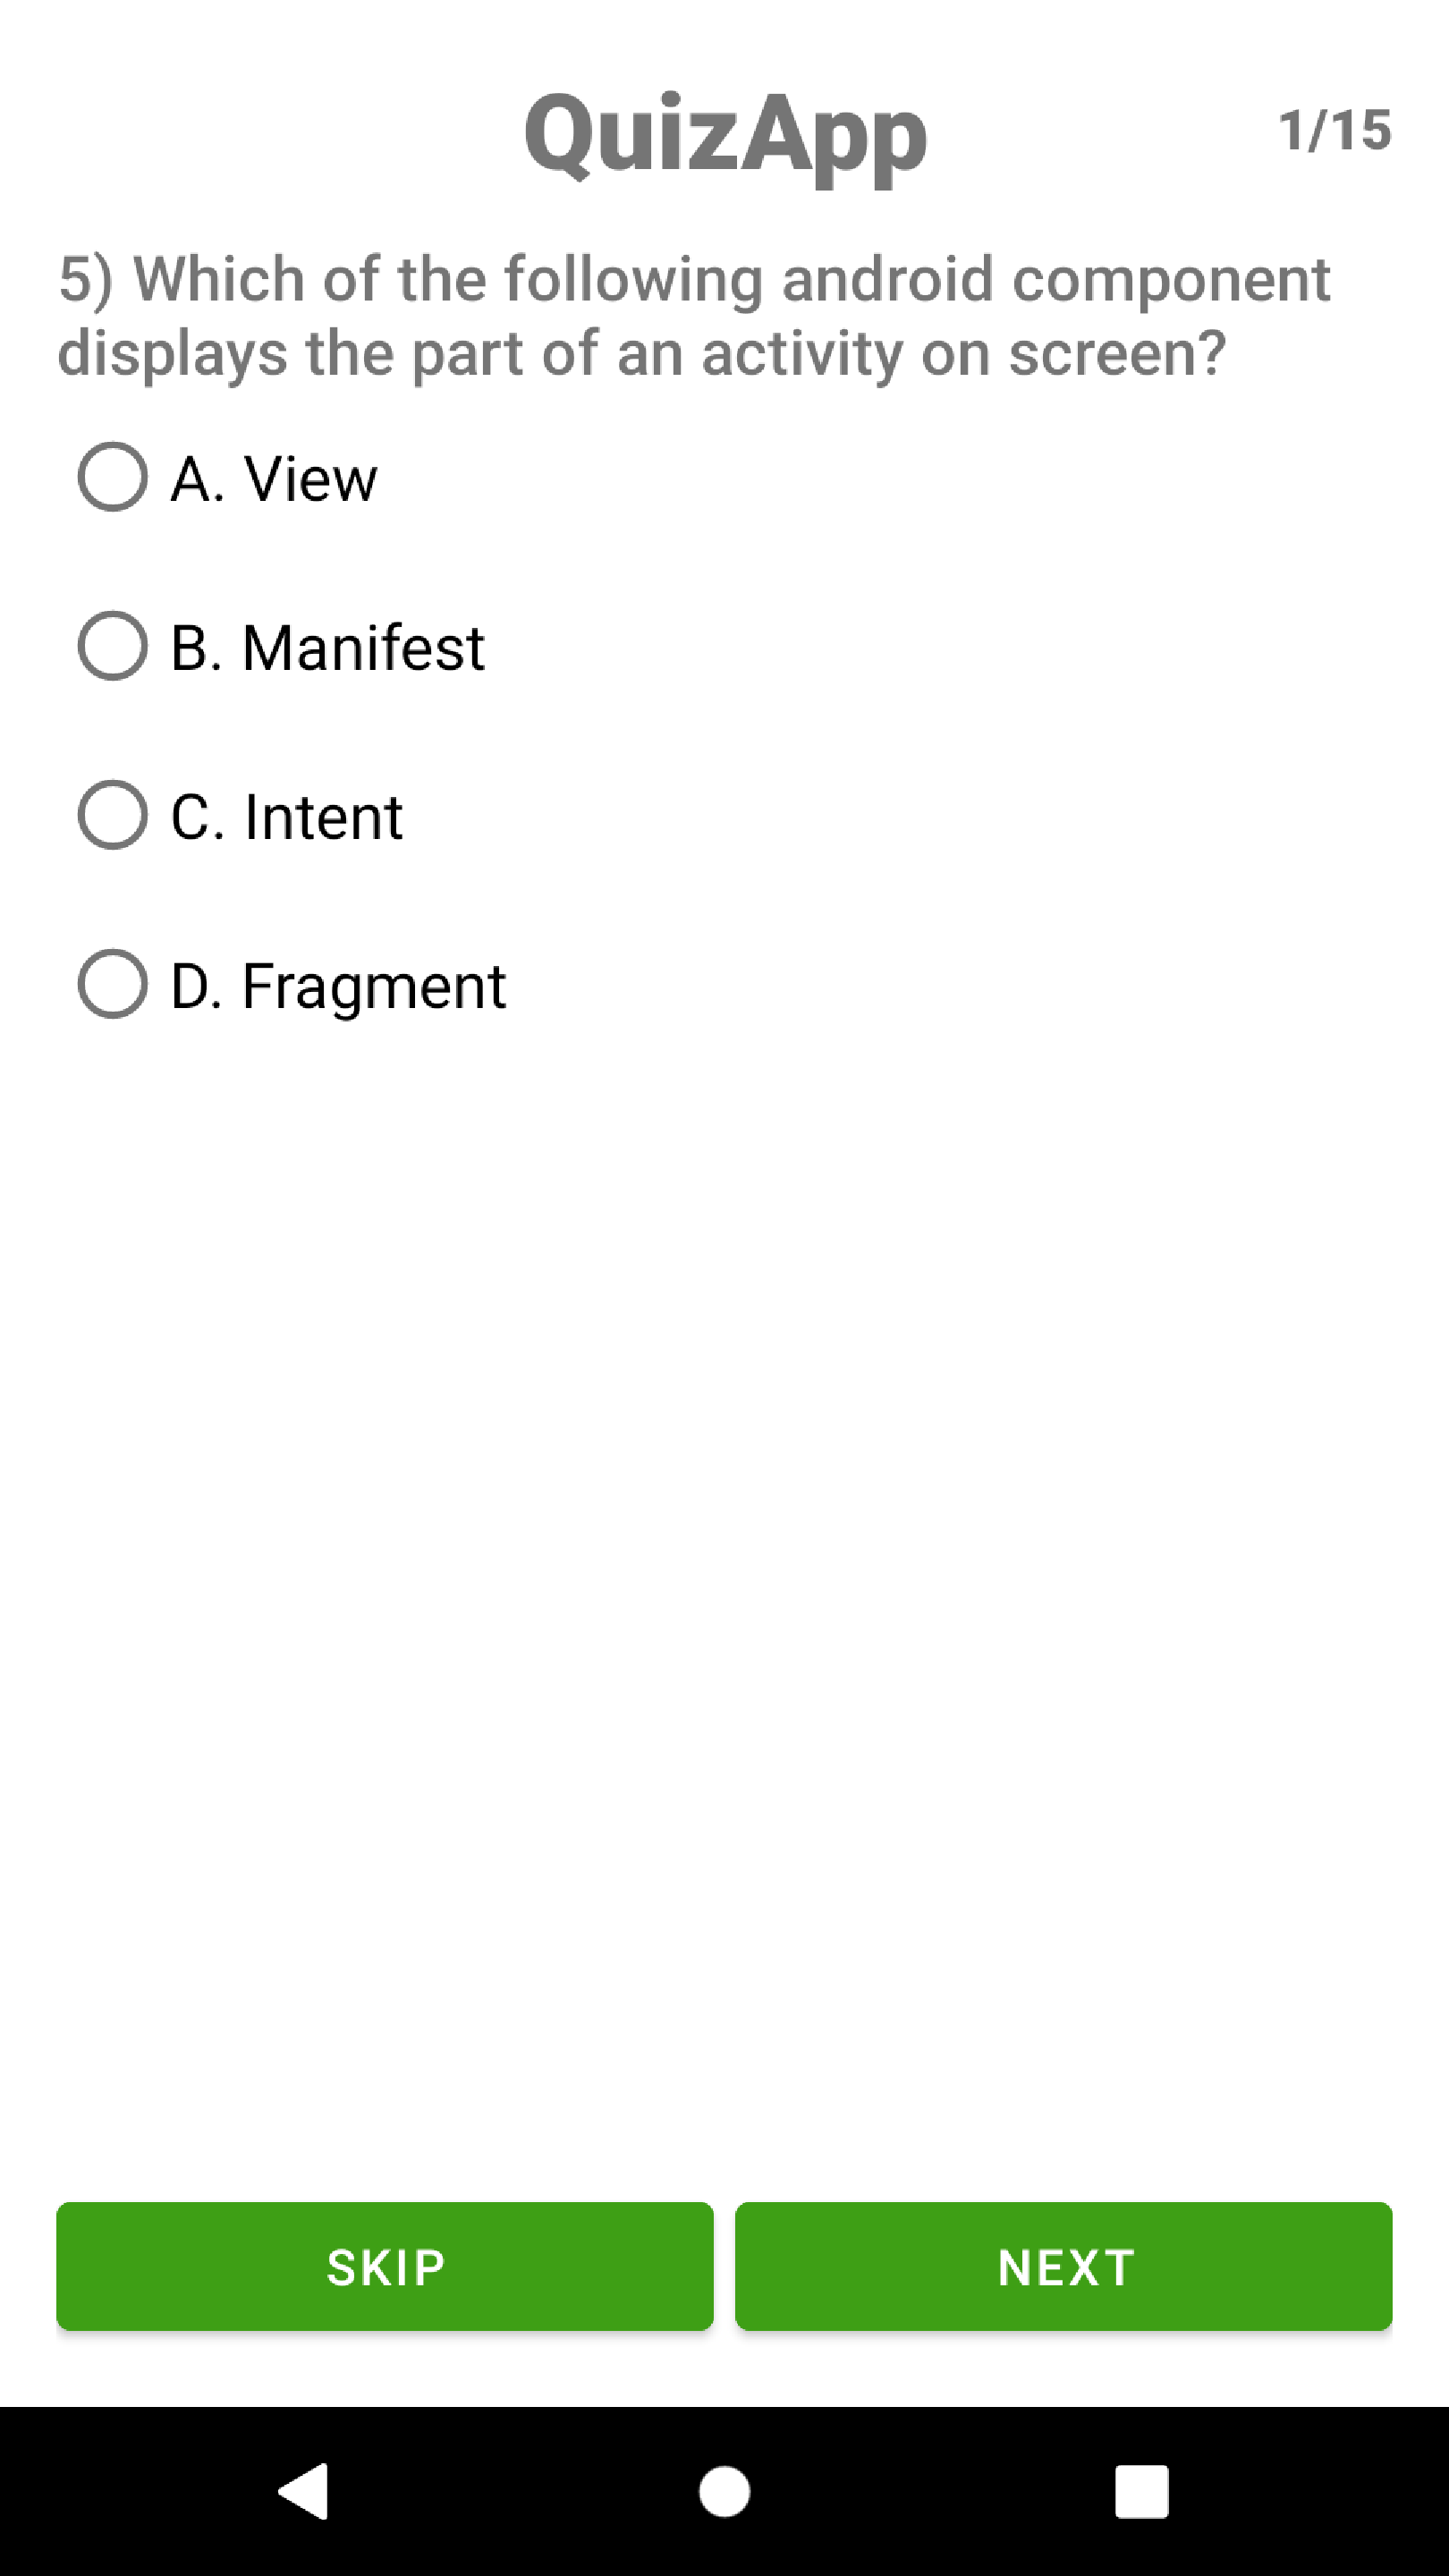 QuizApp
1/15
5) Which of the following android component
displays the part of an activity on screen?
A. View
B. Manifest
C. Intent
D. Fragment
SKIP
NEXT